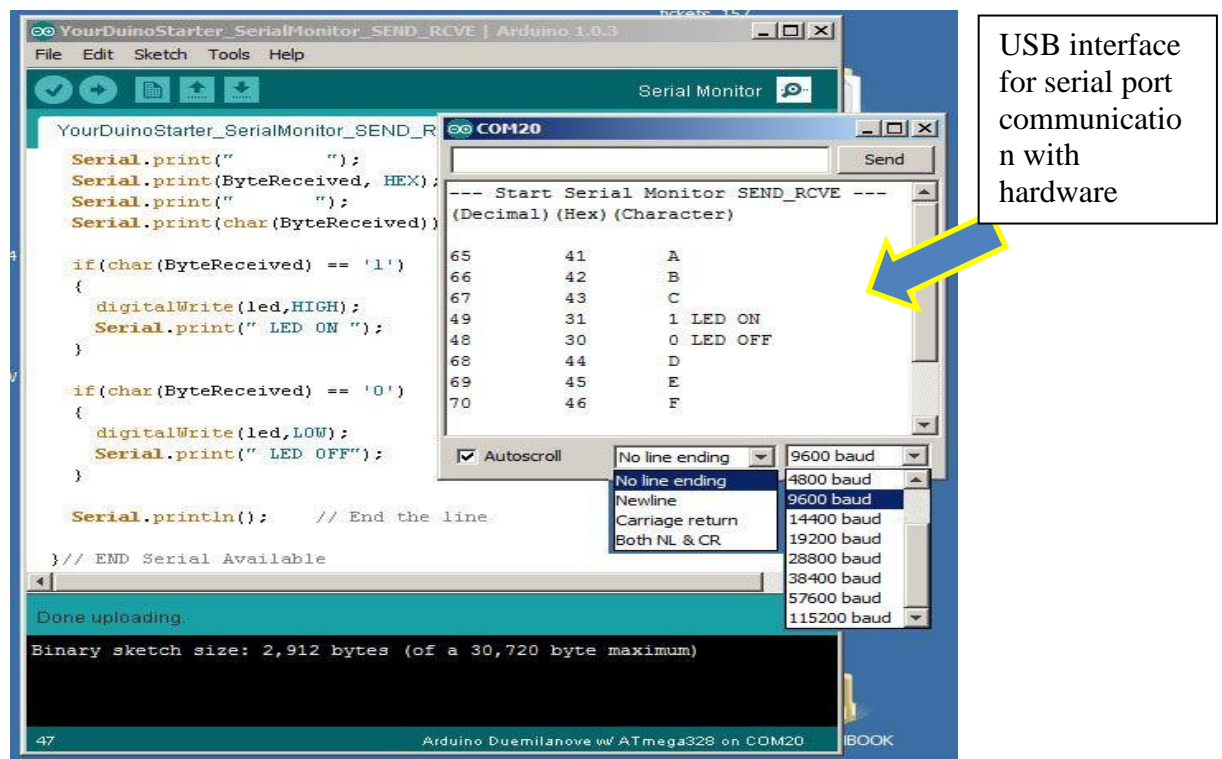 tickets 157
YourDuinoStarter_SerialMonitor_SEND_RCVE | Arduino 1.0.3
File Edit Sketch Tools Help
Serial Monitor
YourDuinoStarter_SerialMonitor_SEND_R
Serial.print("        ");
Serial.print(ByteReceived, HEX);
Serial.print("       ");
Serial.print(char(ByteReceived))
if(char(ByteReceived) == '1')
{
digitalWrite(led,HIGH);
Serial.print(" LED ON ");
}
if(char(ByteReceived) == '0')
{
digitalWrite(led,LOW);
Serial.print(" LED OFF");
}
Serial.println();    // End the line
}// END Serial Available
COM20
Send
--- Start Serial Monitor SEND_RCVE ---
(Decimal)(Hex)(Character)
65 41 A
66 42 B
67 43 C
49 31 1 LED ON
48 30 0 LED OFF
68 44 D
69 45 E
70 46 F
Autoscroll
No line ending
9600 baud
No line ending
Newline
Carriage return
Both NL & CR
4800 baud
9600 baud
14400 baud
19200 baud
28800 baud
38400 baud
57600 baud
115200 baud
Done uploading.
Binary sketch size: 2,912 bytes (of a 30,720 byte maximum)
47
Arduino Duemilanove w/ ATmega328 on COM20
BOOK
USB interface
for serial port
communicatio
n with
hardware